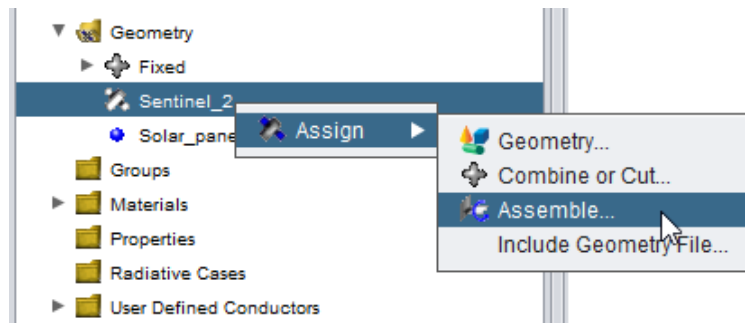 Geometry
Fixed
Sentinel_2
Assign
Solar_pane
Geometry...
Combine or Cut...
Assemble...
Include Geometry File...
Groups
Materials
Properties
Radiative Cases
User Defined Conductors